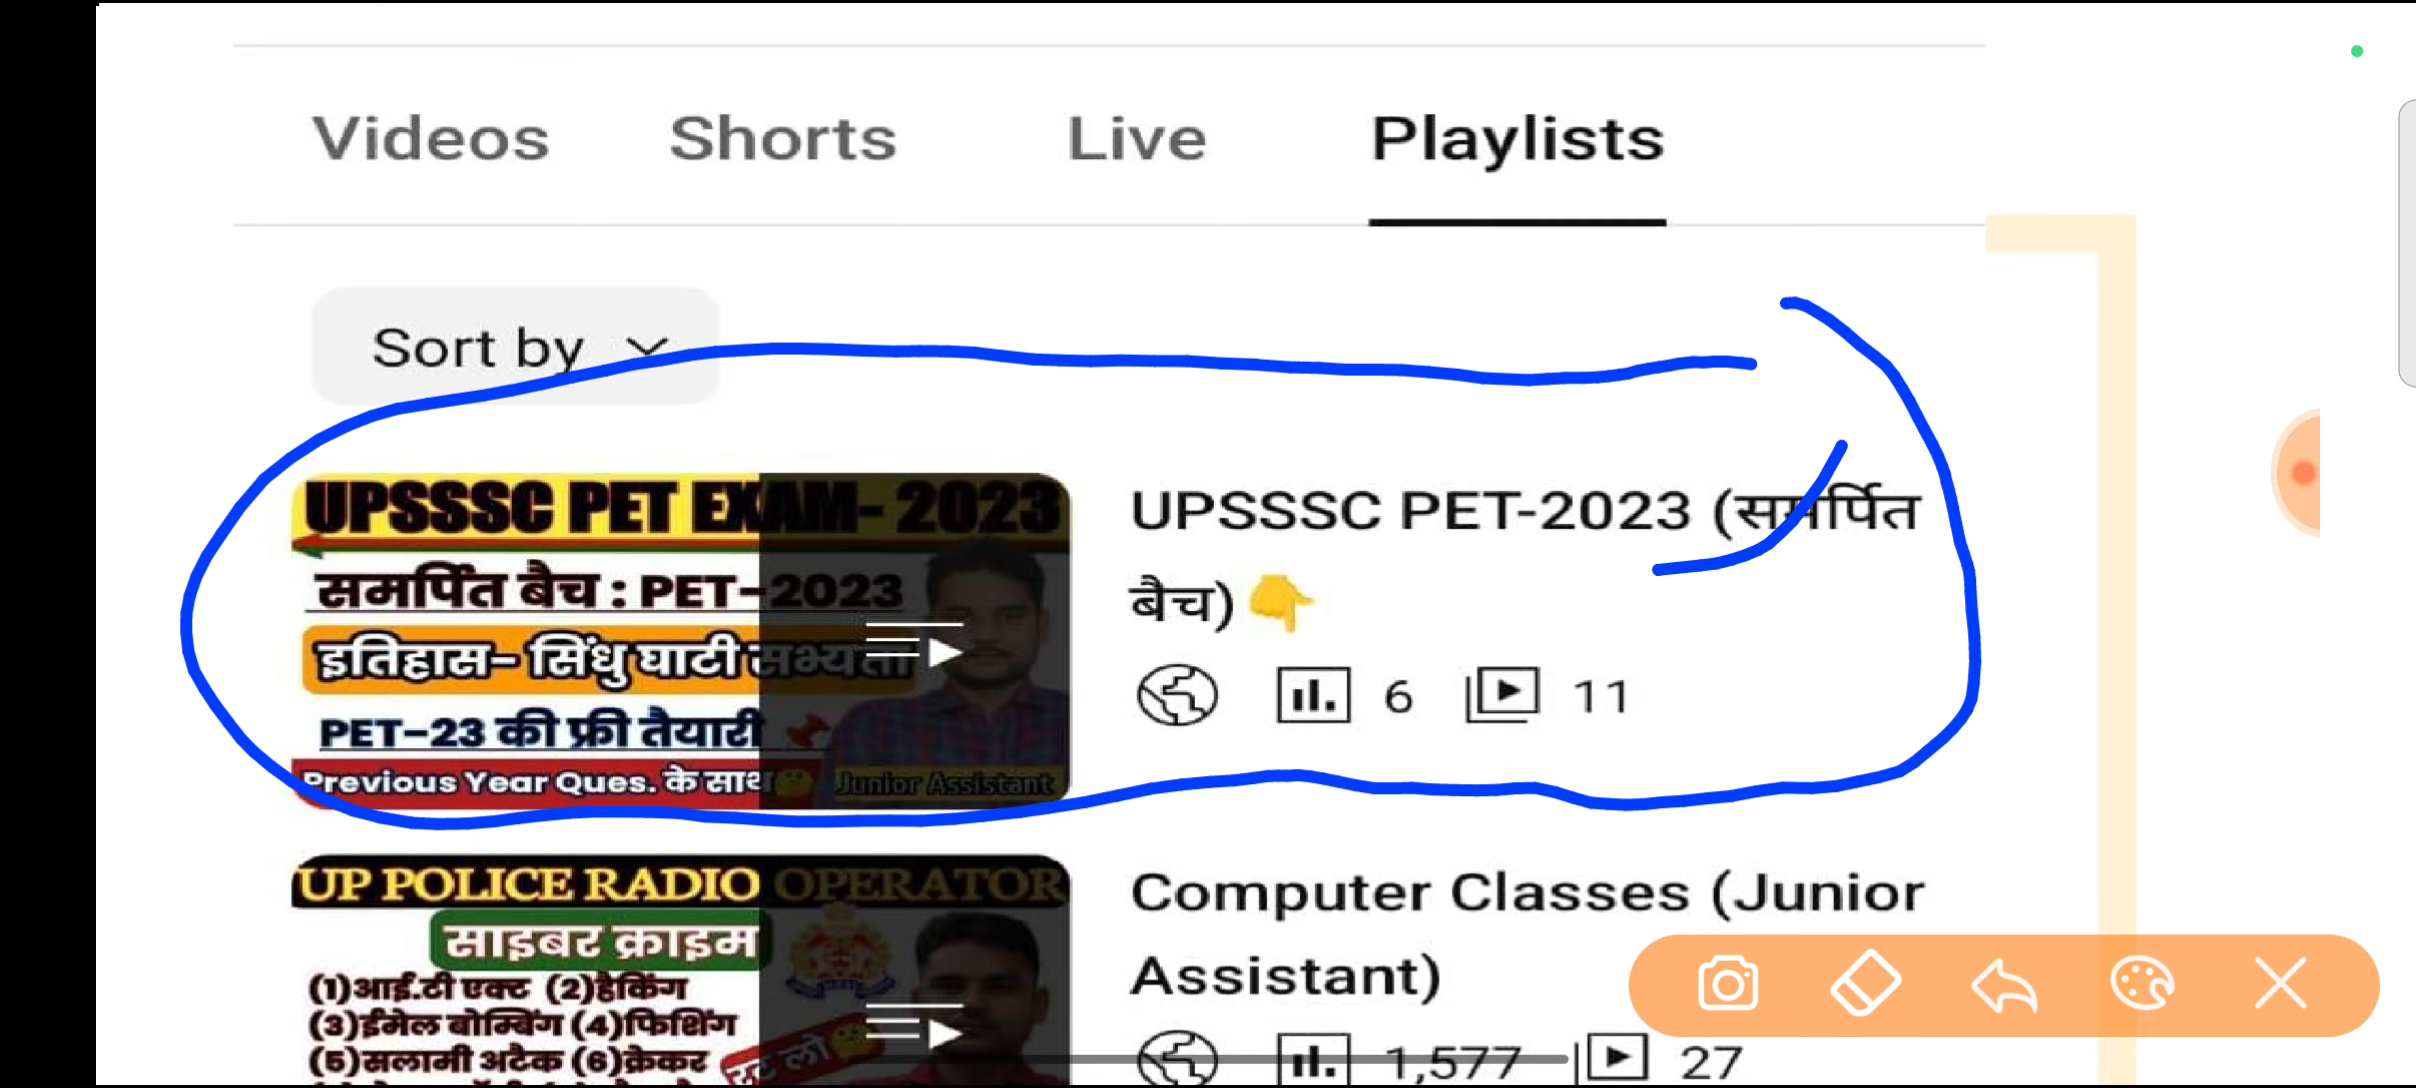 Videos Shorts Live Playlists
Sort by
UPSSSC PET EXAM- 2023
समर्पित बैच : PET-2023
इतिहास- सिंधु घाटी सभ्यता
PET-23 की फ्री तैयारी
Previous Year Ques. के साथ
Junior Assistant
UPSSSC PET-2023 (समर्पित
बैच) 👇
6 11
UP POLICE RADIO OPERATOR
साइबर क्राइम
(1)आई.टी एक्ट (2)हैकिंग
(3)ईमेल बोम्बिंग (4)फिशिंग
(5)सलामी अटैक (6)क्रेकर
रट लो
Computer Classes (Junior
Assistant)
1,577 27